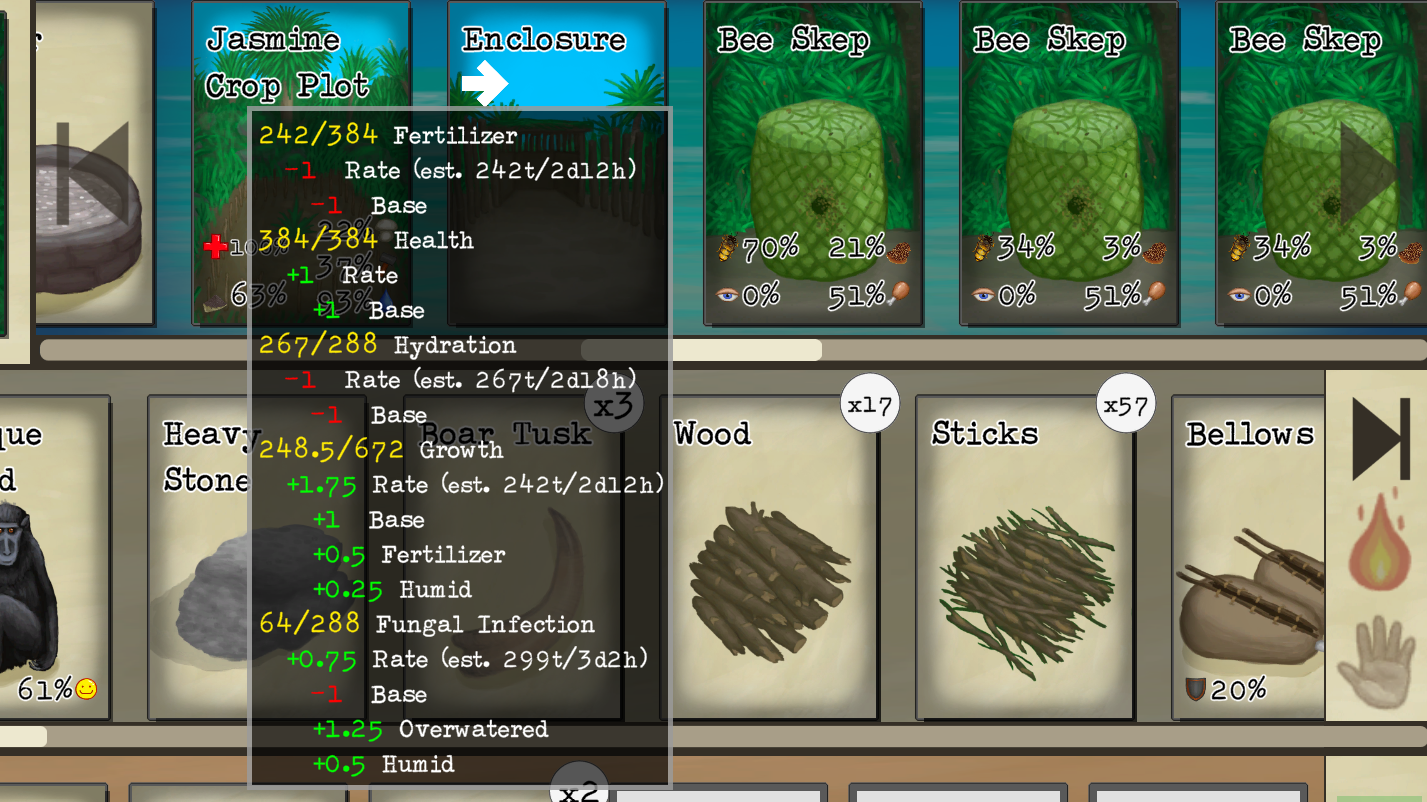 Jasmine
Crop Plot
Enclosure
Bee Skep
Bee Skep
Bee Skep
63%
70% 21%
0% 51%
34% 3%
0% 51%
34% 3%
0% 51%
242/384 Fertilizer
-1 Rate (est. 242t/2d12h)
-1 Base
384/384 Health
+1 Rate
+1 Base
267/288 Hydration
-1 Rate (est. 267t/2d18h)
-1 Base
248.5/672 Growth
+1.75 Rate (est. 242t/2d12h)
+1 Base
+0.5 Fertilizer
+0.25 Humid
64/288 Fungal Infection
+0.75 Rate (est. 299t/3d2h)
-1 Base
+1.25 Overwatered
+0.5 Humid
61%
Heavy
Stone
x3
Boar Tusk
x17
Wood
x57
Sticks
Bellows
20%
x2